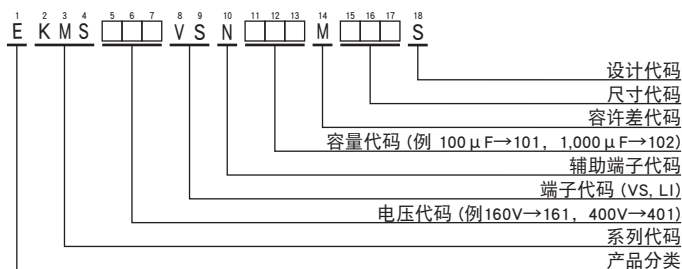 1 2 3 4 5 6 7 8 9 10 11 12 13 14 15 16 17 18
E K M S □□□ V S N □□□ M □□□ S
设计代码
尺寸代码
容许差代码
容量代码 (例 100μF→101, 1,000μF→102)
辅助端子代码
端子代码 (VS, LI)
电压代码 (例160V→161, 400V→401)
系列代码
产品分类